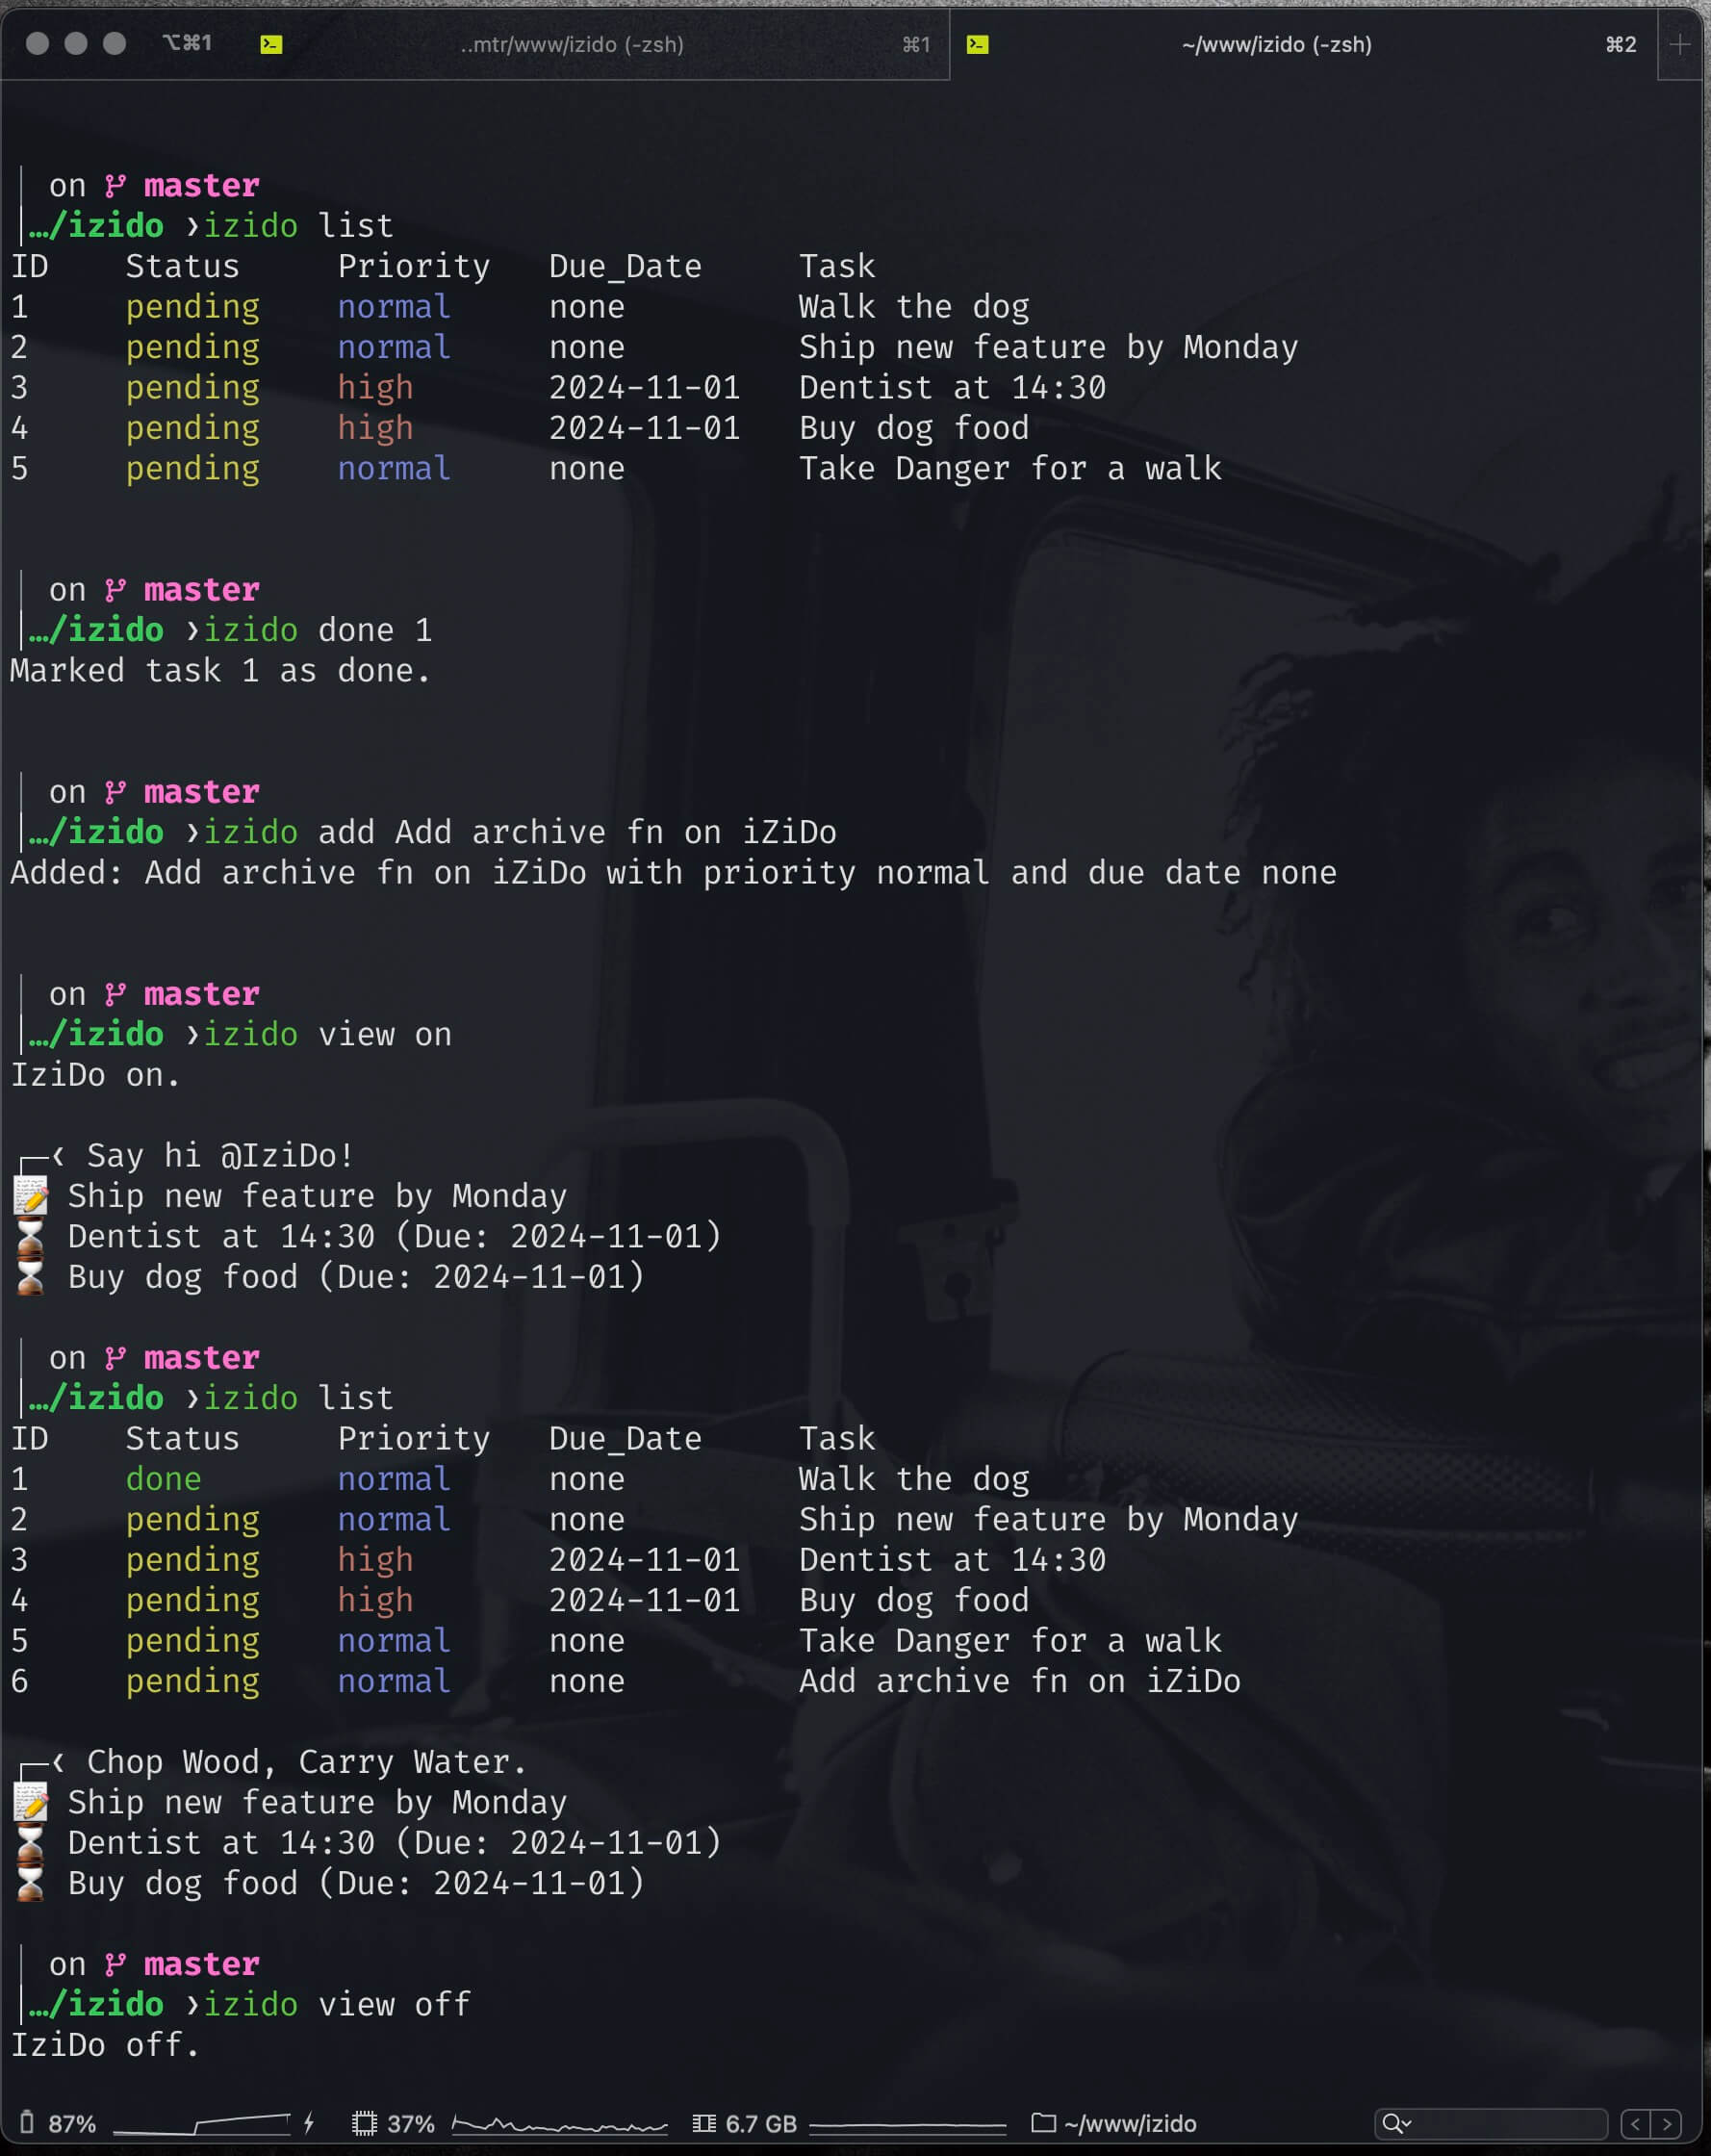 ⌥⌘1 ..mtr/www/izido (-zsh) ⌘1 ~/www/izido (-zsh) ⌘2
on master
…/izido ❯izido list
ID Status Priority Due_Date Task
1 pending normal none Walk the dog
2 pending normal none Ship new feature by Monday
3 pending high 2024-11-01 Dentist at 14:30
4 pending high 2024-11-01 Buy dog food
5 pending normal none Take Danger for a walk
on master
…/izido ❯izido done 1
Marked task 1 as done.
on master
…/izido ❯izido add Add archive fn on iZiDo
Added: Add archive fn on iZiDo with priority normal and due date none
on master
…/izido ❯izido view on
IziDo on.
┌─‹ Say hi @IziDo!
📝 Ship new feature by Monday
⏳ Dentist at 14:30 (Due: 2024-11-01)
⏳ Buy dog food (Due: 2024-11-01)
on master
…/izido ❯izido list
ID Status Priority Due_Date Task
1 done normal none Walk the dog
2 pending normal none Ship new feature by Monday
3 pending high 2024-11-01 Dentist at 14:30
4 pending high 2024-11-01 Buy dog food
5 pending normal none Take Danger for a walk
6 pending normal none Add archive fn on iZiDo
┌─‹ Chop Wood, Carry Water.
📝 Ship new feature by Monday
⏳ Dentist at 14:30 (Due: 2024-11-01)
⏳ Buy dog food (Due: 2024-11-01)
on master
…/izido ❯izido view off
IziDo off.
87% 37% 6.7 GB ~/www/izido